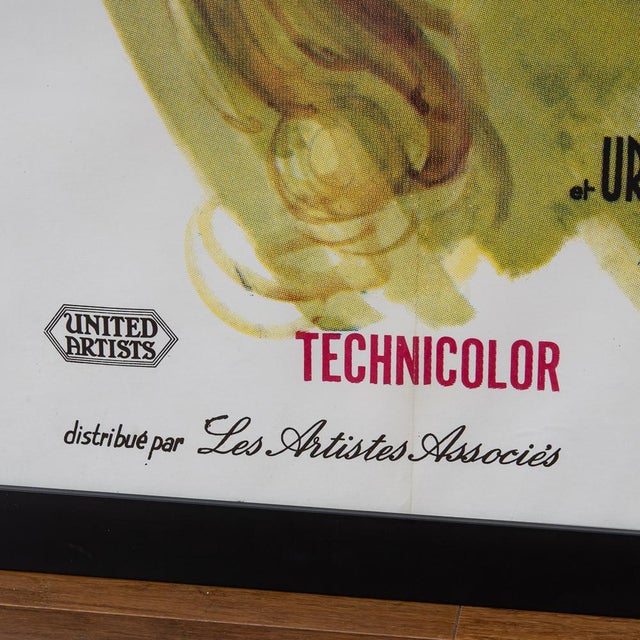 et UR
UNITED
ARTISTS
TECHNICOLOR
distribué par Les Artistes Associés